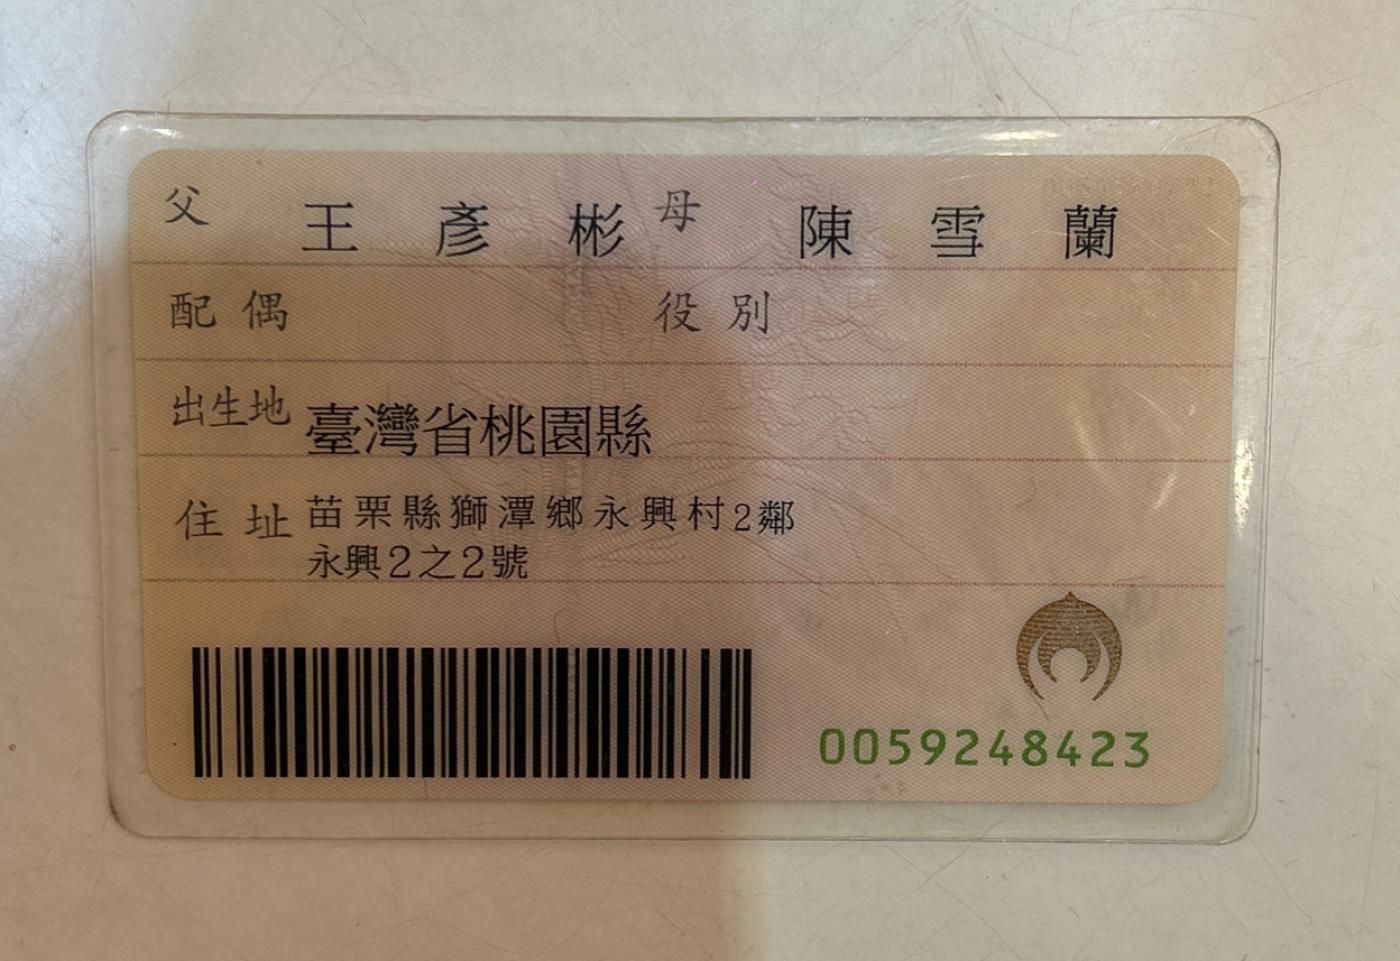 父 王彥彬 母 陳雪蘭
配偶 役別
出生地 臺灣省桃園縣
住址 苗栗縣獅潭鄉永興村2鄰
永興2之2號
0059248423